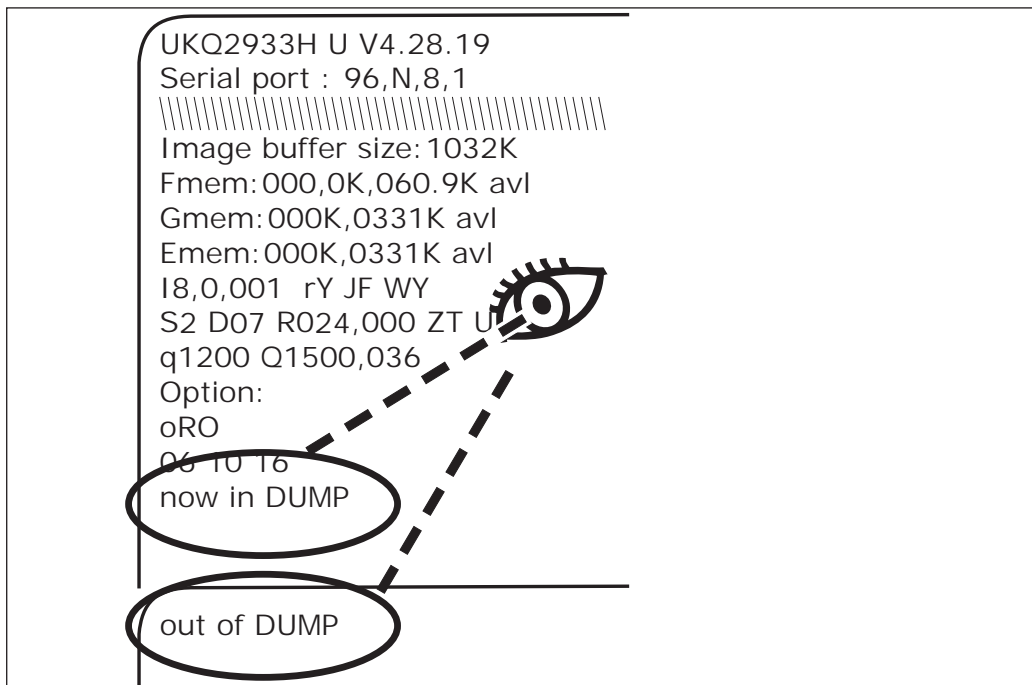 UKQ2933H U V4.28.19
Serial port : 96,N,8,1
Image buffer size:1032K
Fmem:000,0K,060.9K avl
Gmem:000K,0331K avl
Emem:000K,0331K avl
I8,0,001 rY JF WY
S2 D07 R024,000 ZT U
q1200 Q1500,036
Option:
oRO
06 10 16
now in DUMP
out of DUMP